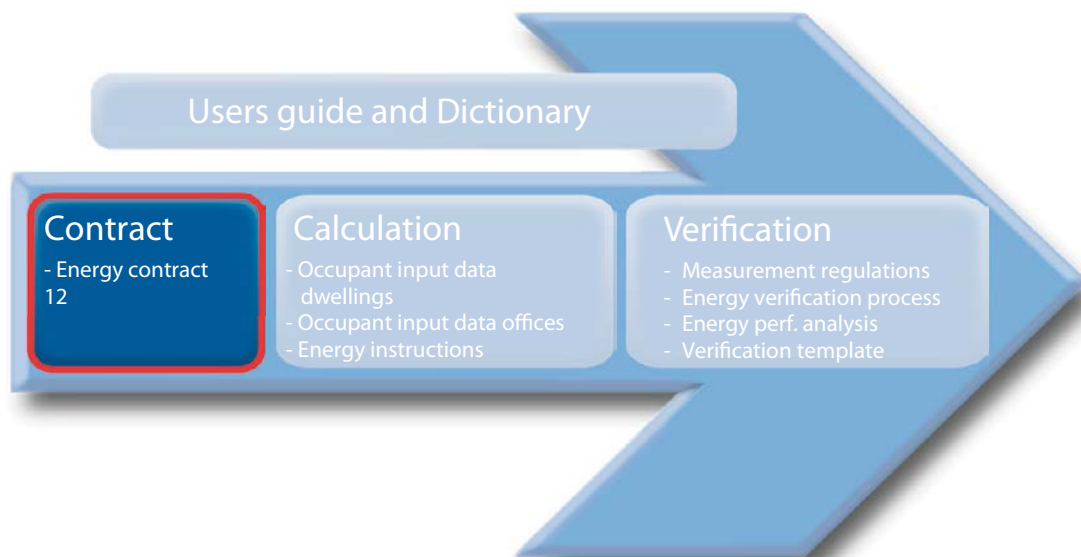 Users guide and Dictionary
Contract
- Energy contract
12
Calculation
- Occupant input data
dwellings
- Occupant input data offices
- Energy instructions
Verification
- Measurement regulations
- Energy verification process
- Energy perf. analysis
- Verification template